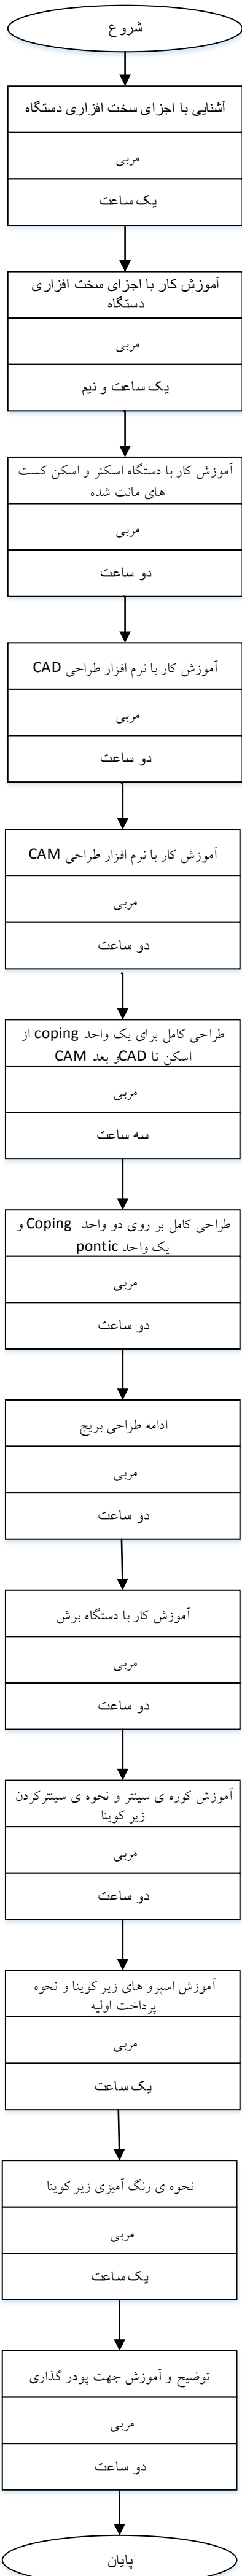 شروع
آشنایی با اجزای سخت افزاری دستگاه
مربی
یک ساعت
آموزش کار با اجزای سخت افزاری
دستگاه
مربی
یک ساعت و نیم
آموزش کار با دستگاه اسکنر و اسکن کست
های مانت شده
مربی
دو ساعت
آموزش کار با نرم افزار طراحی CAD
مربی
دو ساعت
آموزش کار با نرم افزار طراحی CAM
مربی
دو ساعت
طراحی کامل برای یک واحد coping از
اسکن تا CADو بعد CAM
مربی
سه ساعت
طراحی کامل بر روی دو واحد Coping و
یک واحد pontic
مربی
دو ساعت
ادامه طراحی بریج
مربی
دو ساعت
آموزش کار با دستگاه برش
مربی
دو ساعت
آموزش کوره ی سینتر و نحوه ی سینترکردن
زیر کوینا
مربی
دو ساعت
آموزش اسپرو های زیر کوینا و نحوه
پرداخت اولیه
مربی
یک ساعت
نحوه ی رنگ آمیزی زیر کوینا
مربی
یک ساعت
توضیح و آموزش جهت پودر گذاری
مربی
دو ساعت
پایان